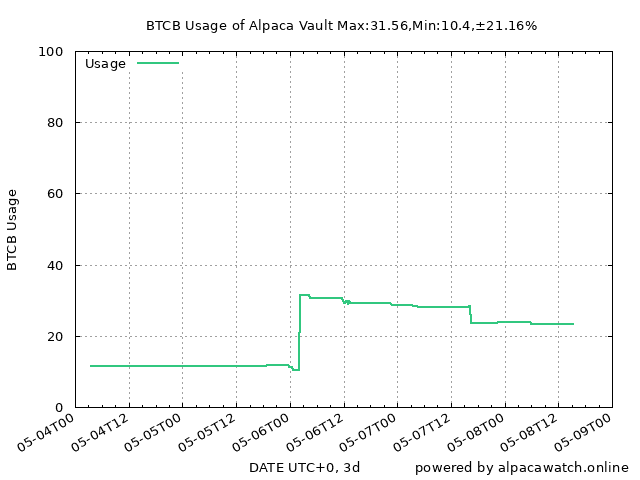 BTCB Usage of Alpaca Vault Max:31.56,Min:10.4,±21.16%
Usage
BTCB Usage
100
80
60
40
20
0
05-04T00
05-04T12
05-05T00
05-05T12
05-06T00
05-06T12
05-07T00
05-07T12
05-08T00
05-08T12
05-09T00
DATE UTC+0, 3d
powered by alpacawatch.online